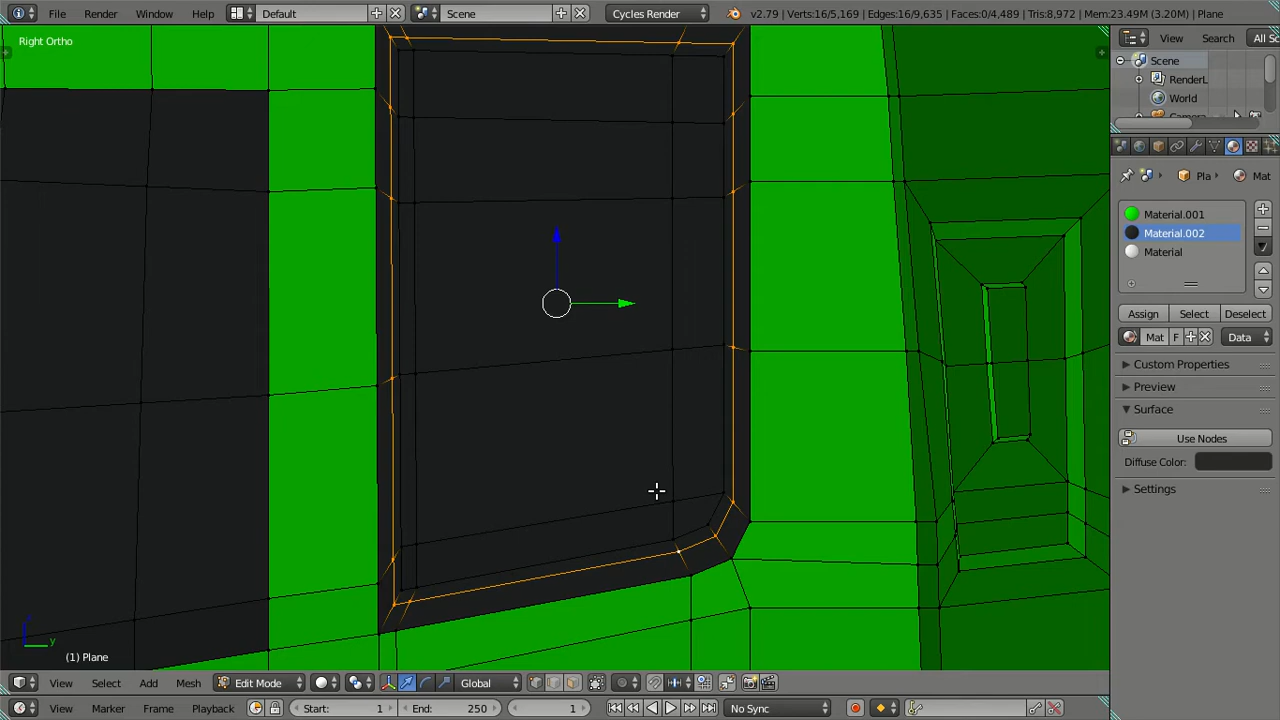 File Render Window Help Default Scene Cycles Render v2.79 | Verts:16/5,169 | Edges:16/9,635 | Faces:0/4,489 | Tris:8,972 | Mem:23.49M (3.20M) | Plane
Right Ortho
View Search All Sc
Scene
RenderL
World
Pla Mat
Material.001
Material.002
Material
Assign Select Deselect
Mat F Data
Custom Properties
Preview
Surface
Use Nodes
Diffuse Color:
Settings
z
y
(1) Plane
View Select Add Mesh Edit Mode Global
View Marker Frame Playback Start: 1 End: 250 1 No Sync